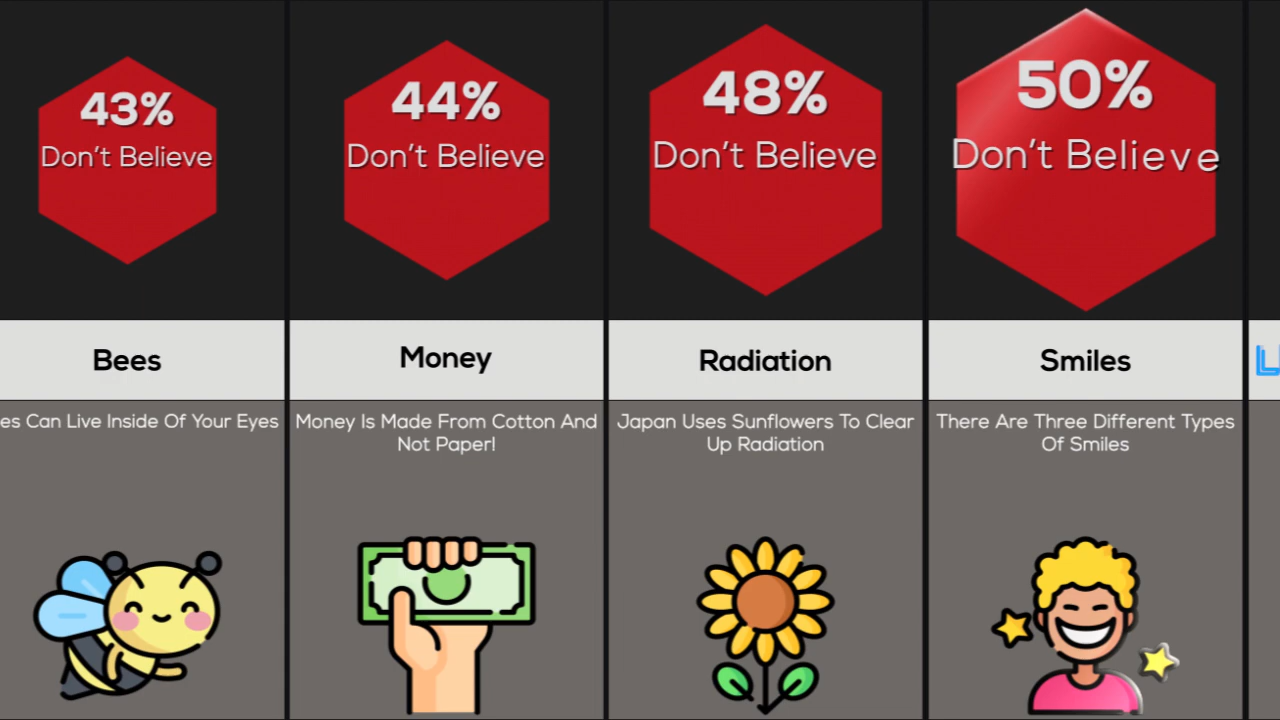 43%
Don't Believe
44%
Don't Believe
48%
Don't Believe
50%
Don't Believe
Bees
Money
Radiation
Smiles
es Can Live Inside Of Your Eyes
Money Is Made From Cotton And
Not Paper!
Japan Uses Sunflowers To Clear
Up Radiation
There Are Three Different Types
Of Smiles